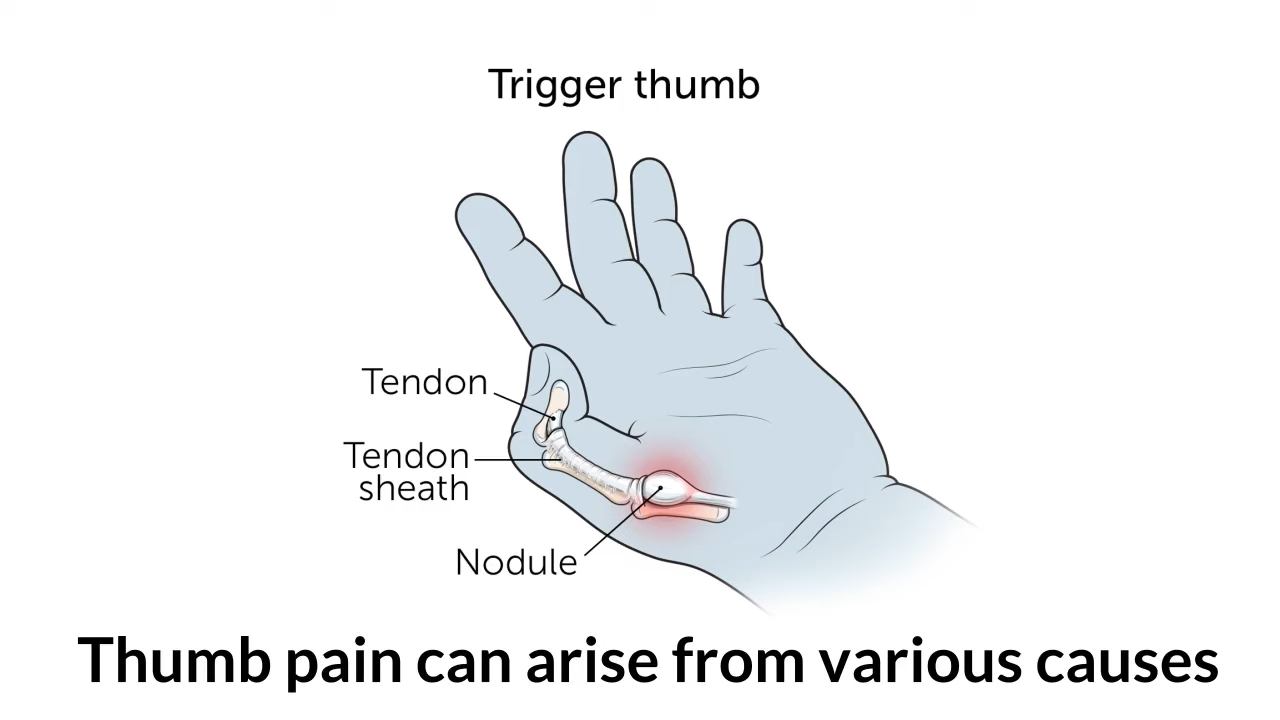 Trigger thumb
Tendon
Tendon
sheath
Nodule
Thumb pain can arise from various causes